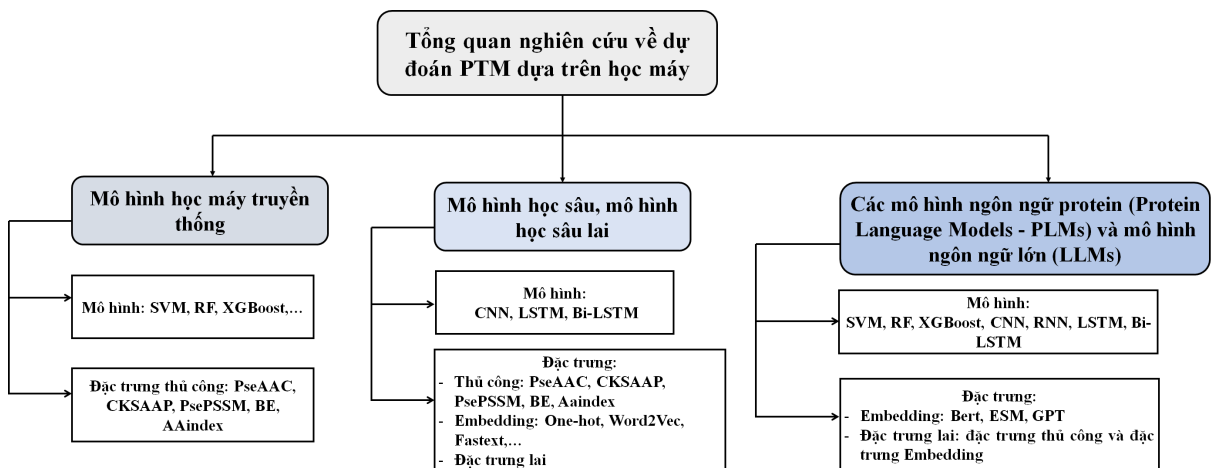 Tổng quan nghiên cứu về dự
đoán PTM dựa trên học máy
Mô hình học máy truyền
thống
Mô hình: SVM, RF, XGBoost,...
Đặc trưng thủ công: PseAAC,
CKSAAP, PsePSSM, BE,
AAindex
Mô hình học sâu, mô hình
học sâu lai
Mô hình:
CNN, LSTM, Bi-LSTM
Đặc trưng:
- Thủ công: PseAAC, CKSAAP,
PsePSSM, BE, Aaindex
- Embedding: One-hot, Word2Vec,
Fastext,...
- Đặc trưng lai
Các mô hình ngôn ngữ protein (Protein
Language Models - PLMs) và mô hình
ngôn ngữ lớn (LLMs)
Mô hình:
SVM, RF, XGBoost, CNN, RNN, LSTM, Bi-
LSTM
Đặc trưng:
- Embedding: Bert, ESM, GPT
- Đặc trưng lai: đặc trưng thủ công và đặc
trưng Embedding